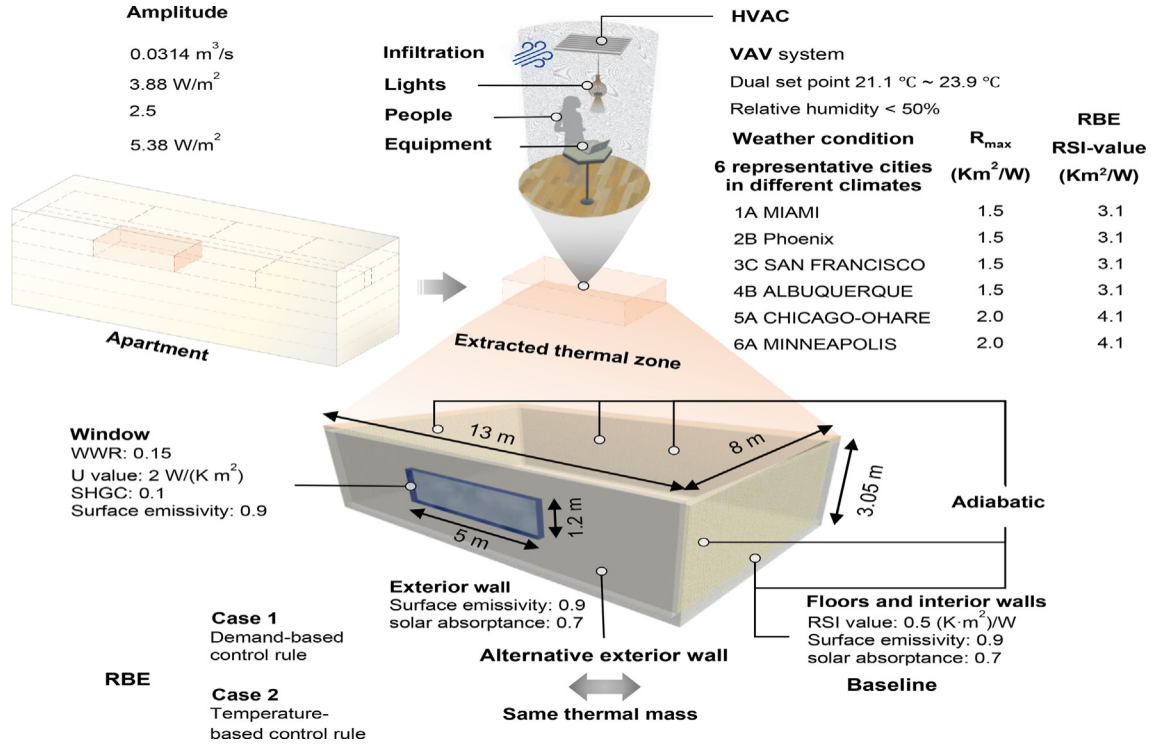 Amplitude
0.0314 m³/s
3.88 W/m²
2.5
5.38 W/m²
Infiltration
Lights
People
Equipment
HVAC
VAV system
Dual set point 21.1 ℃ ~ 23.9 ℃
Relative humidity < 50%
Weather condition
6 representative cities
in different climates
Rmax
(Km²/W)
RBE
RSI-value
(Km²/W)
1A MIAMI 1.5 3.1
2B Phoenix 1.5 3.1
3C SAN FRANCISCO 1.5 3.1
4B ALBUQUERQUE 1.5 3.1
5A CHICAGO-OHARE 2.0 4.1
6A MINNEAPOLIS 2.0 4.1
Apartment
Extracted thermal zone
13 m
8 m
3.05 m
1.2 m
5 m
Window
WWR: 0.15
U value: 2 W/(K m²)
SHGC: 0.1
Surface emissivity: 0.9
Adiabatic
Exterior wall
Surface emissivity: 0.9
solar absorptance: 0.7
Floors and interior walls
RSI value: 0.5 (K·m²)/W
Surface emissivity: 0.9
solar absorptance: 0.7
RBE
Case 1
Demand-based
control rule
Case 2
Temperature-
based control rule
Alternative exterior wall
Same thermal mass
Baseline